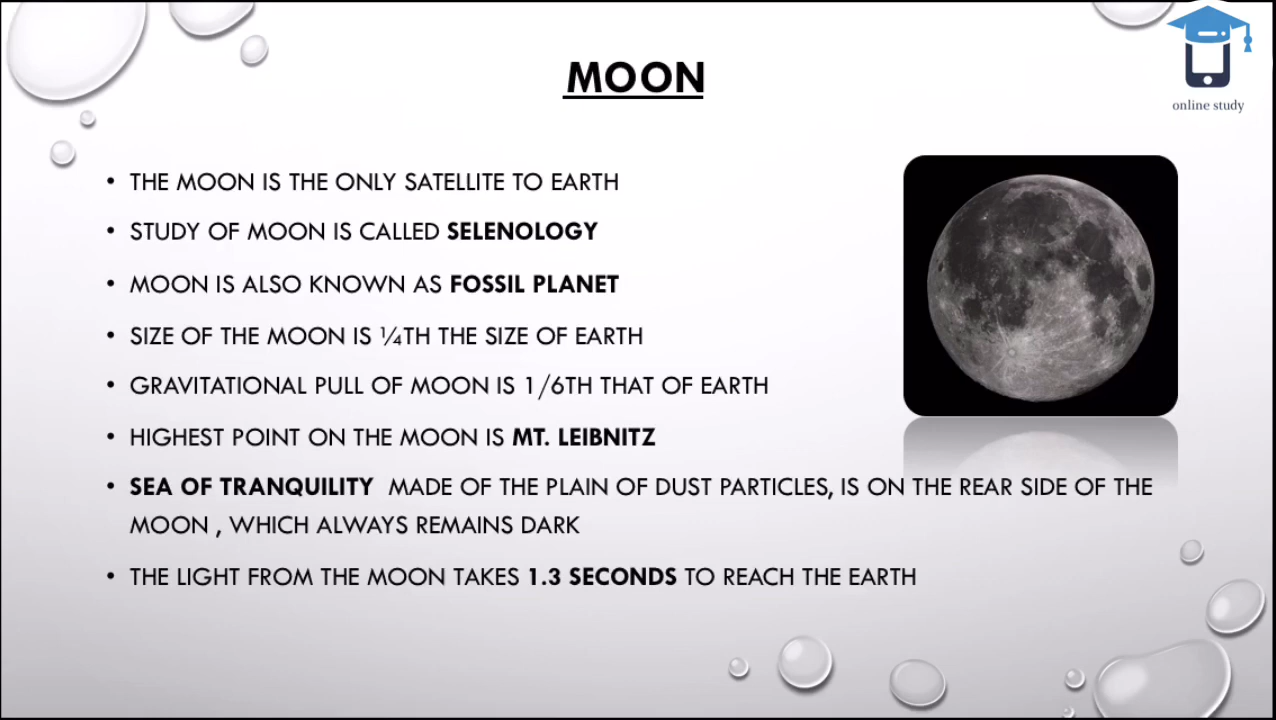 online study
MOON
• THE MOON IS THE ONLY SATELLITE TO EARTH
• STUDY OF MOON IS CALLED SELENOLOGY
• MOON IS ALSO KNOWN AS FOSSIL PLANET
• SIZE OF THE MOON IS ¼TH THE SIZE OF EARTH
• GRAVITATIONAL PULL OF MOON IS 1/6TH THAT OF EARTH
• HIGHEST POINT ON THE MOON IS MT. LEIBNITZ
• SEA OF TRANQUILITY MADE OF THE PLAIN OF DUST PARTICLES, IS ON THE REAR SIDE OF THE
MOON , WHICH ALWAYS REMAINS DARK
• THE LIGHT FROM THE MOON TAKES 1.3 SECONDS TO REACH THE EARTH